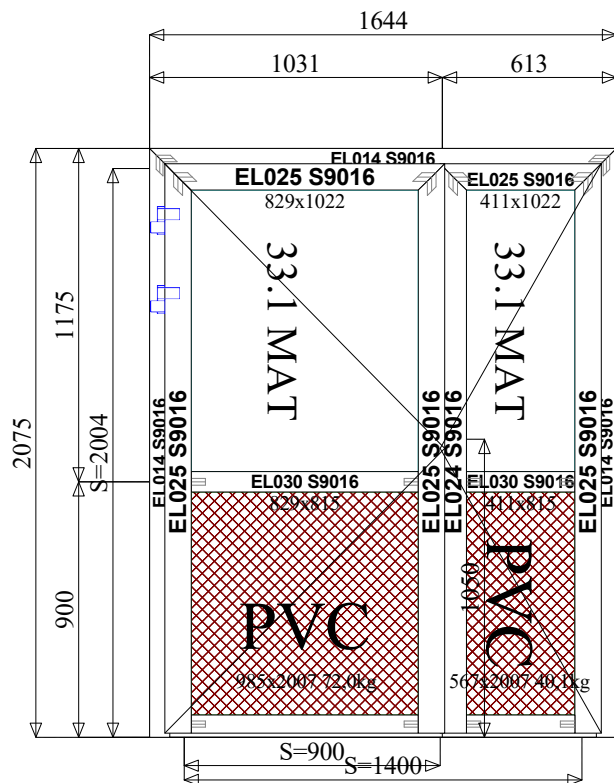 1644
1031
613
EL014 S9016
EL025 S9016
EL025 S9016
829x1022
411x1022
33.1 MAT
33.1 MAT
1175
2075
S=2004
EL014 S9016
EL025 S9016
EL025 S9016
EL024 S9016
EL014 S9016
EL030 S9016
EL030 S9016
829x815
411x815
900
1050
PVC
PVC
985x2007 72.0kg
567x2007 40.1kg
S=900
S=1400